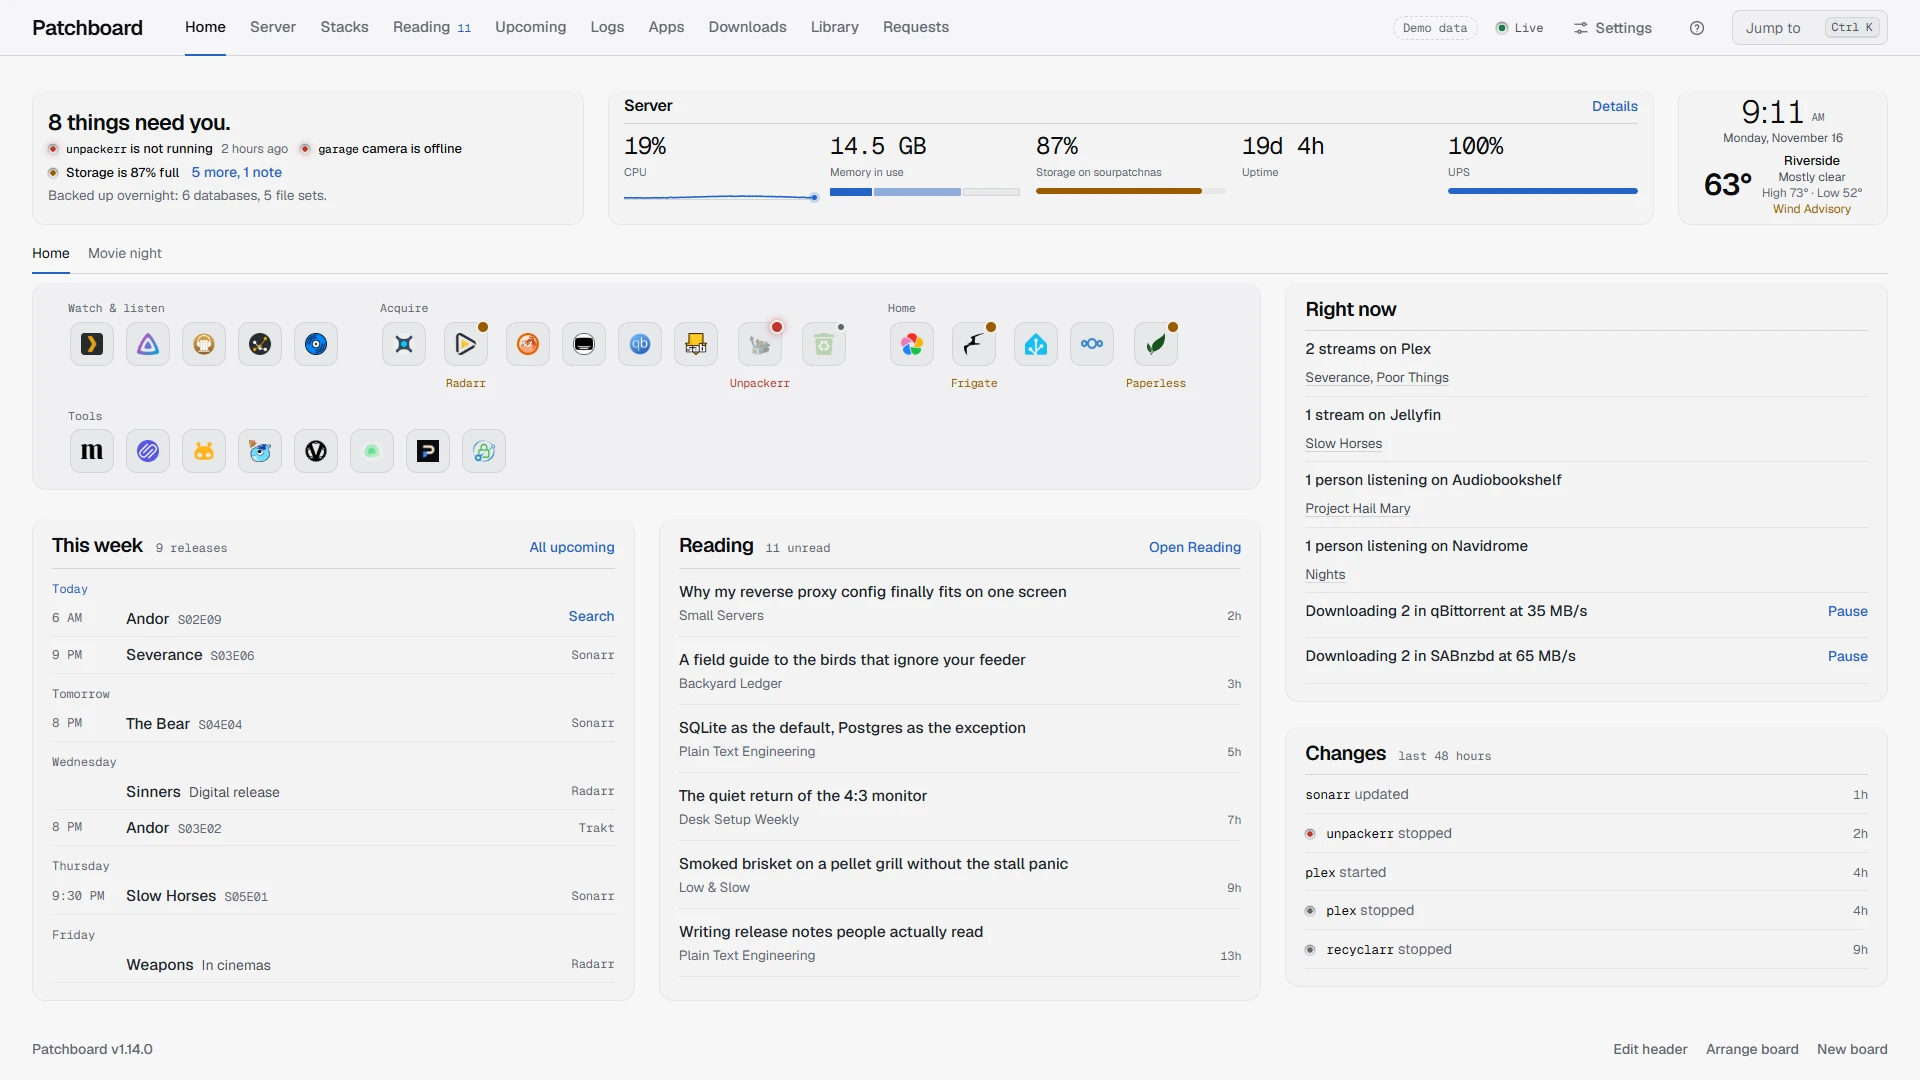 Patchboard
Home
Server
Stacks
Reading 11
Upcoming
Logs
Apps
Downloads
Library
Requests
Demo data
Live
Settings
Jump to Ctrl K
8 things need you.
unpackerr is not running 2 hours ago garage camera is offline
Storage is 87% full 5 more, 1 note
Backed up overnight: 6 databases, 5 file sets.
Server
Details
19%
CPU
14.5 GB
Memory in use
87%
Storage on sourpatchnas
19d 4h
Uptime
100%
UPS
9:11 AM
Monday, November 16
63°
Riverside
Mostly clear
High 73° · Low 52°
Wind Advisory
Home
Movie night
Watch & listen
Acquire
Radarr
qb
Unpackerr
Home
Frigate
Paperless
Tools
m
This week 9 releases
All upcoming
Today
6 AM Andor S02E09 Search
9 PM Severance S03E06 Sonarr
Tomorrow
8 PM The Bear S04E04 Sonarr
Wednesday
Sinners Digital release Radarr
8 PM Andor S03E02 Trakt
Thursday
9:30 PM Slow Horses S05E01 Sonarr
Friday
Weapons In cinemas Radarr
Reading 11 unread
Open Reading
Why my reverse proxy config finally fits on one screen
Small Servers 2h
A field guide to the birds that ignore your feeder
Backyard Ledger 3h
SQLite as the default, Postgres as the exception
Plain Text Engineering 5h
The quiet return of the 4:3 monitor
Desk Setup Weekly 7h
Smoked brisket on a pellet grill without the stall panic
Low & Slow 9h
Writing release notes people actually read
Plain Text Engineering 13h
Right now
2 streams on Plex
Severance, Poor Things
1 stream on Jellyfin
Slow Horses
1 person listening on Audiobookshelf
Project Hail Mary
1 person listening on Navidrome
Nights
Downloading 2 in qBittorrent at 35 MB/s Pause
Downloading 2 in SABnzbd at 65 MB/s Pause
Changes last 48 hours
sonarr updated 1h
unpackerr stopped 2h
plex started 4h
plex stopped 4h
recyclarr stopped 9h
Patchboard v1.14.0
Edit header
Arrange board
New board